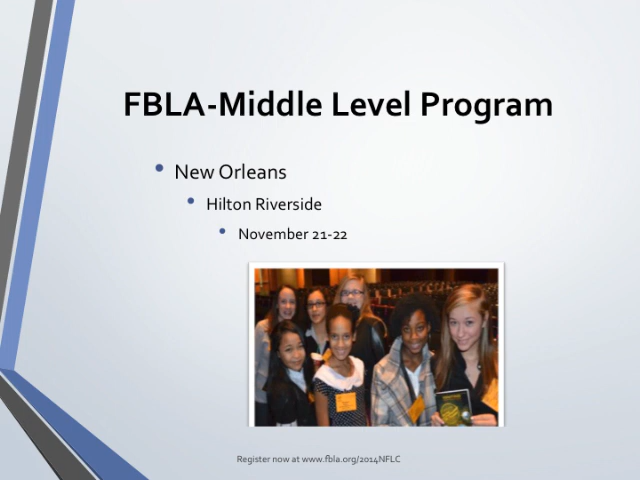 FBLA-Middle Level Program
New Orleans
Hilton Riverside
November 21-22
Register now at www.fbla.org/2014NFLC